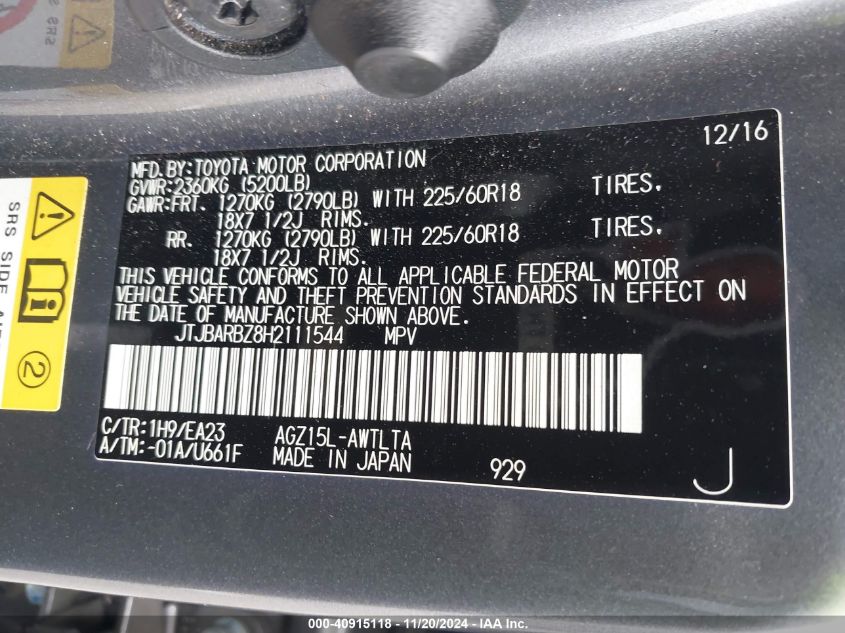 12/16
MFD.BY:TOYOTA MOTOR CORPORATION
GVWR:2360KG (5200LB)
GAWR:FRT. 1270KG (2790LB) WITH 225/60R18 TIRES.
18X7 1/2J RIMS.
RR. 1270KG (2790LB) WITH 225/60R18 TIRES.
18X7 1/2J RIMS.
THIS VEHICLE CONFORMS TO ALL APPLICABLE FEDERAL MOTOR
VEHICLE SAFETY AND THEFT PREVENTION STANDARDS IN EFFECT ON
THE DATE OF MANUFACTURE SHOWN ABOVE.
JTJBARBZ8H2111544 MPV
C/TR:1H9/EA23 AGZ15L-AWTLTA
A/TM:-01A/U661F MADE IN JAPAN 929
J
SRS SIDE
2
000-40915118 - 11/20/2024 - IAA Inc.